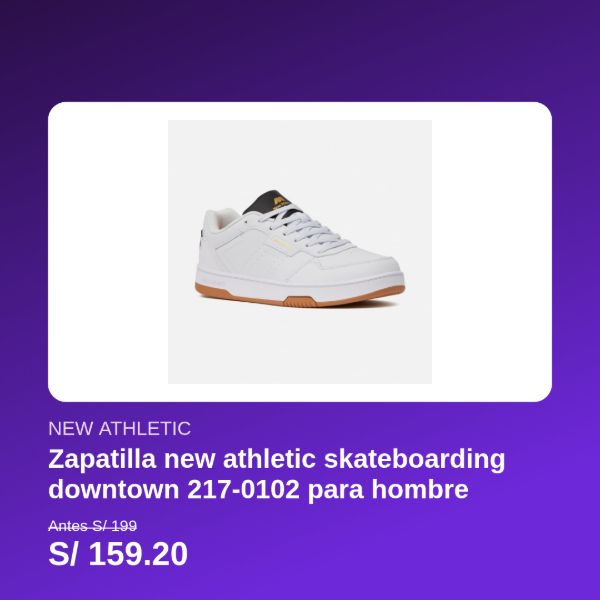 NEW ATHLETIC
Zapatilla new athletic skateboarding
downtown 217-0102 para hombre
Antes S/ 199
S/ 159.20